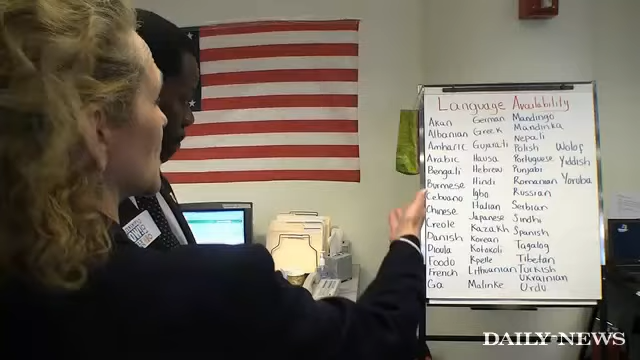 Language Availability
Akan
Albanian
Amharic
Arabic
Bengali
Burmese
Cebuano
Chinese
Creole
Danish
Dioula
Foodo
French
Ga
German
Greek
Gujarati
Hausa
Hebrew
Hindi
Igbo
Italian
Japanese
Kazakh
Korean
Kotokoli
Kpelle
Lithuanian
Malinke
Mandingo
Mandinka
Nepali
Polish
Portuguese
Punjabi
Romanian
Russian
Serbian
Sindhi
Spanish
Tagalog
Tibetan
Turkish
Ukrainian
Urdu
Wolof
Yiddish
Yoruba
DAILY-NEWS